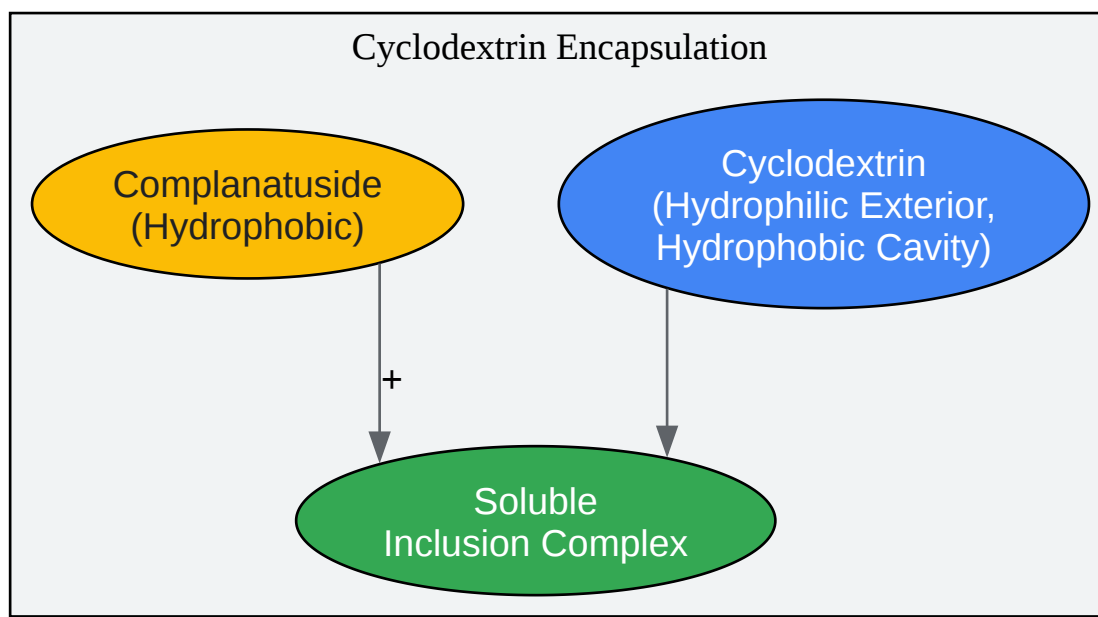 Cyclodextrin Encapsulation
Complanatuside
(Hydrophobic)
Cyclodextrin
(Hydrophilic Exterior,
Hydrophobic Cavity)
+
Soluble
Inclusion Complex